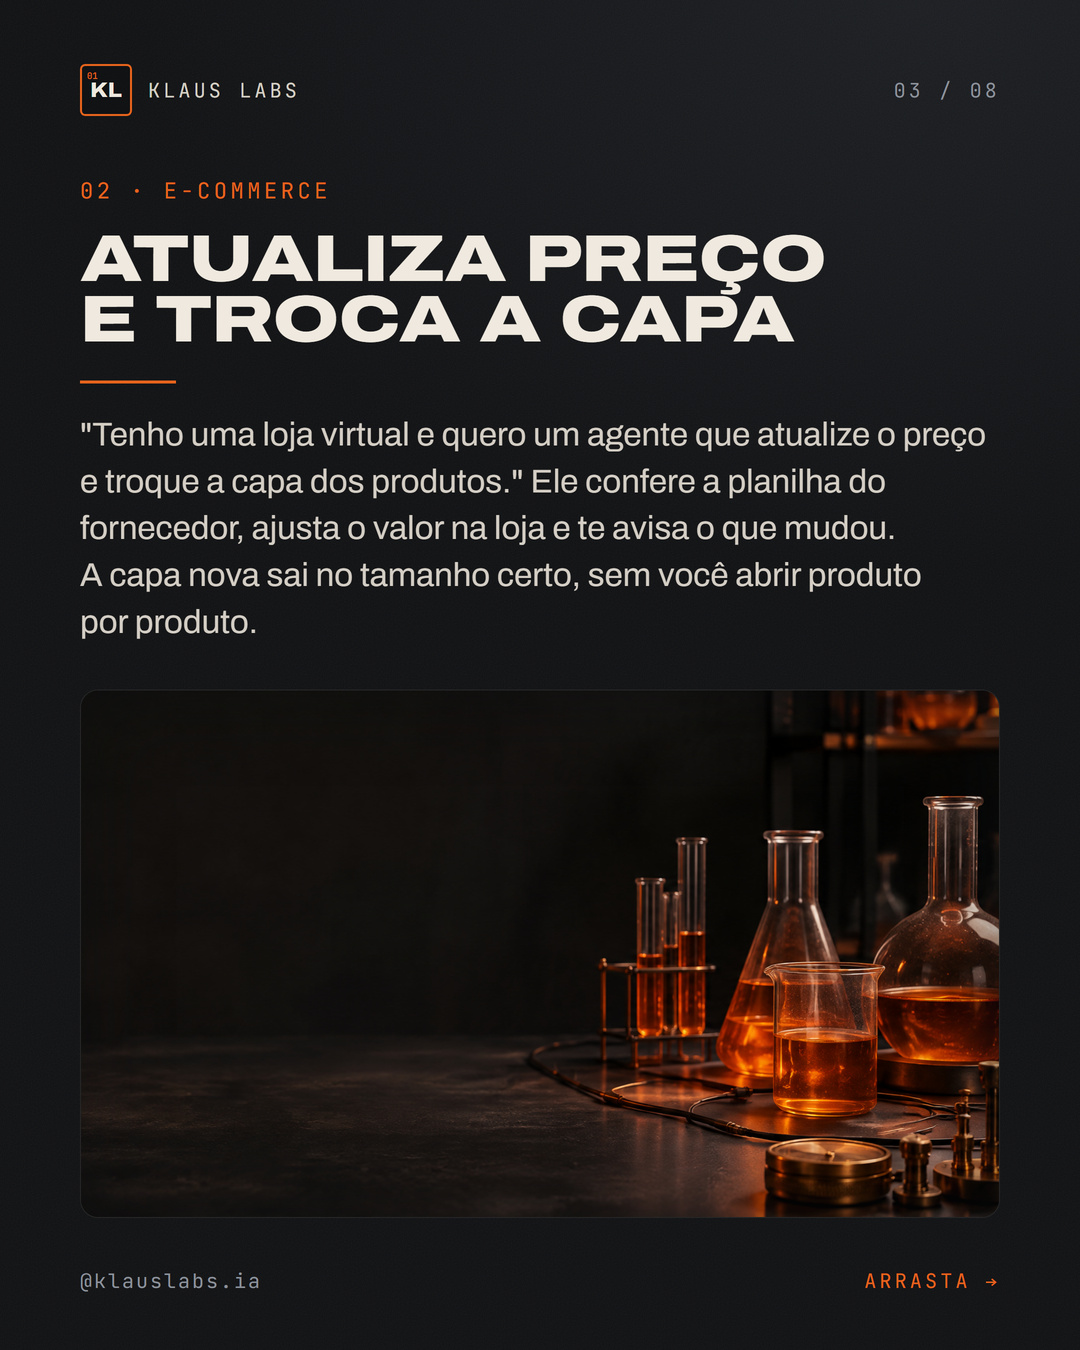 01
KL
KLAUS LABS
03 / 08
02 · E-COMMERCE
ATUALIZA PREÇO
E TROCA A CAPA
"Tenho uma loja virtual e quero um agente que atualize o preço
e troque a capa dos produtos." Ele confere a planilha do
fornecedor, ajusta o valor na loja e te avisa o que mudou.
A capa nova sai no tamanho certo, sem você abrir produto
por produto.
@klauslabs.ia
ARRASTA →